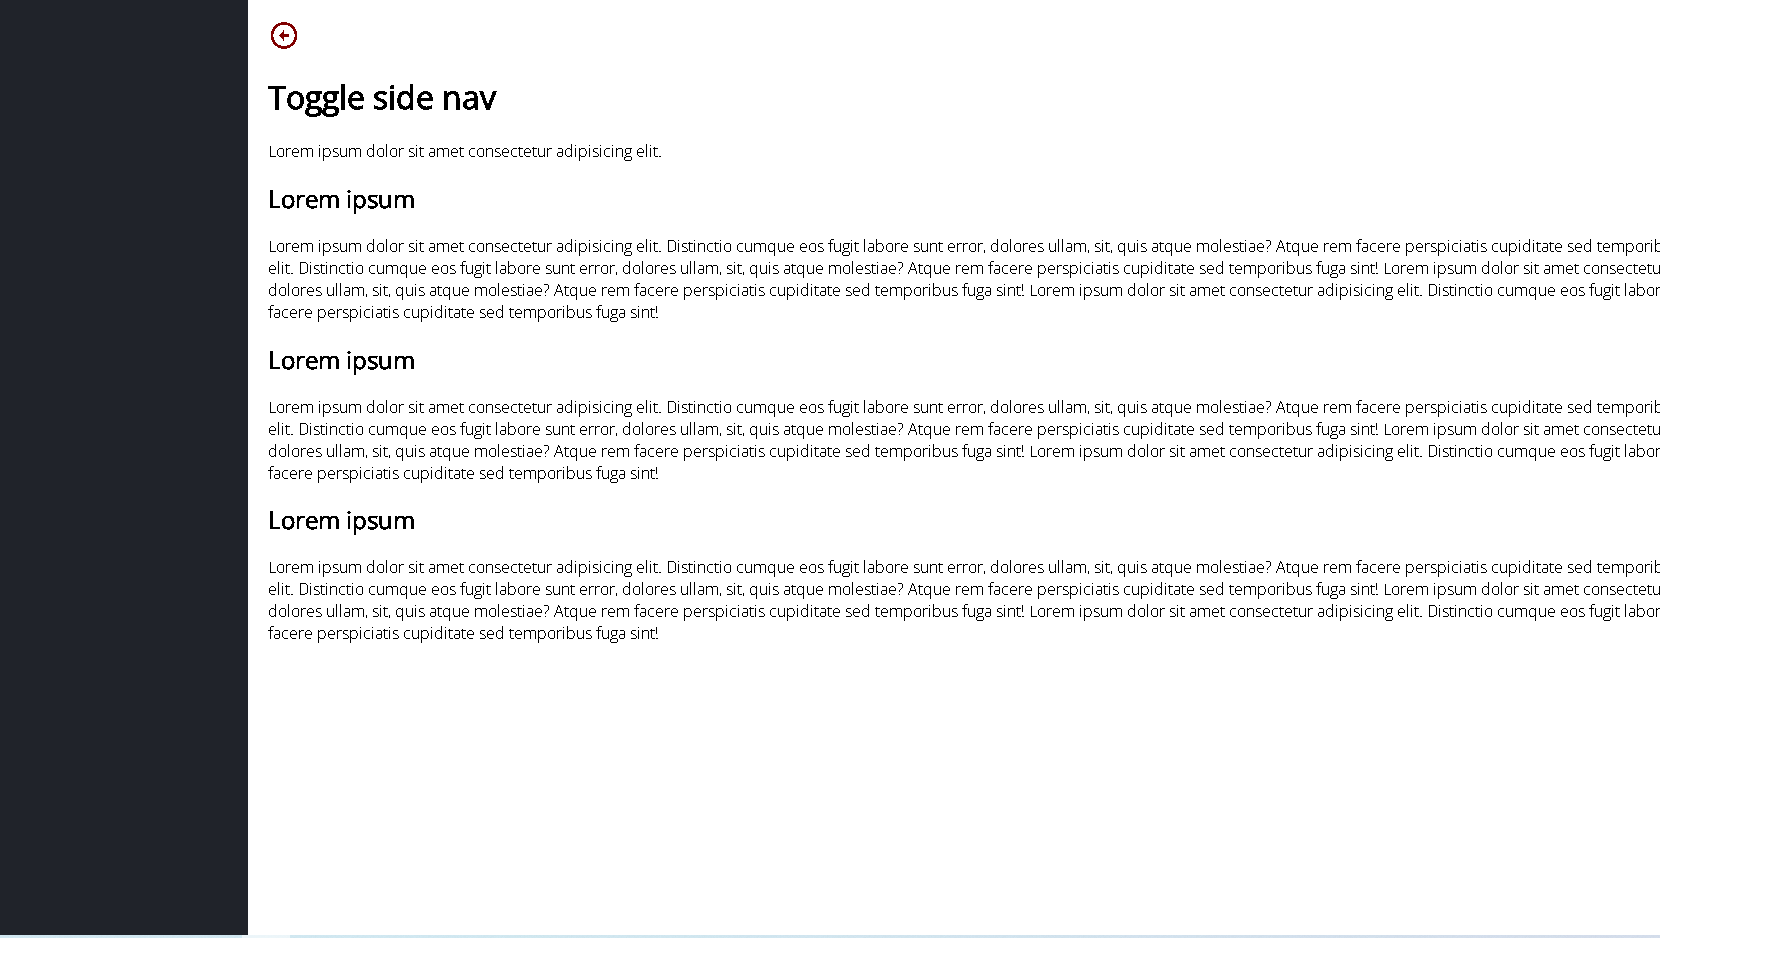 Toggle side nav
Lorem ipsum dolor sit amet consectetur adipisicing elit.
Lorem ipsum
Lorem ipsum dolor sit amet consectetur adipisicing elit. Distinctio cumque eos fugit labore sunt error, dolores ullam, sit, quis atque molestiae? Atque rem facere perspiciatis cupiditate sed
elit. Distinctio cumque eos fugit labore sunt error, dolores ullam, sit, quis atque molestiae? Atque rem facere perspiciatis cupiditate sed temporibus fuga sint! Lorem ipsum dolor sit amet consectetu
dolores ullam, sit, quis atque molestiae? Atque rem facere perspiciatis cupiditate sed temporibus fuga sint! Lorem ipsum dolor sit amet consectetur adipisicing elit. Distinctio cumque eos fugit labor
facere perspiciatis cupiditate sed temporibus fuga sint!
Lorem ipsum
Lorem ipsum dolor sit amet consectetur adipisicing elit. Distinctio cumque eos fugit labore sunt error, dolores ullam, sit, quis atque molestiae? Atque rem facere perspiciatis cupiditate sed
elit. Distinctio cumque eos fugit labore sunt error, dolores ullam, sit, quis atque molestiae? Atque rem facere perspiciatis cupiditate sed temporibus fuga sint! Lorem ipsum dolor sit amet consectetu
dolores ullam, sit, quis atque molestiae? Atque rem facere perspiciatis cupiditate sed temporibus fuga sint! Lorem ipsum dolor sit amet consectetur adipisicing elit. Distinctio cumque eos fugit labor
facere perspiciatis cupiditate sed temporibus fuga sint!
Lorem ipsum
Lorem ipsum dolor sit amet consectetur adipisicing elit. Distinctio cumque eos fugit labore sunt error, dolores ullam, sit, quis atque molestiae? Atque rem facere perspiciatis cupiditate sed
elit. Distinctio cumque eos fugit labore sunt error, dolores ullam, sit, quis atque molestiae? Atque rem facere perspiciatis cupiditate sed temporibus fuga sint! Lorem ipsum dolor sit amet consectetu
dolores ullam, sit, quis atque molestiae? Atque rem facere perspiciatis cupiditate sed temporibus fuga sint! Lorem ipsum dolor sit amet consectetur adipisicing elit. Distinctio cumque eos fugit labor
facere perspiciatis cupiditate sed temporibus fuga sint!